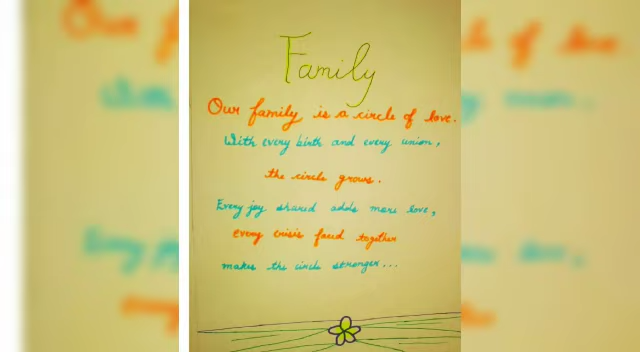 Family
Our family is a circle of love.
With every birth and every union,
the circle grows.
Every joy shared adds more love,
every crisis faced together
makes the circle stronger...